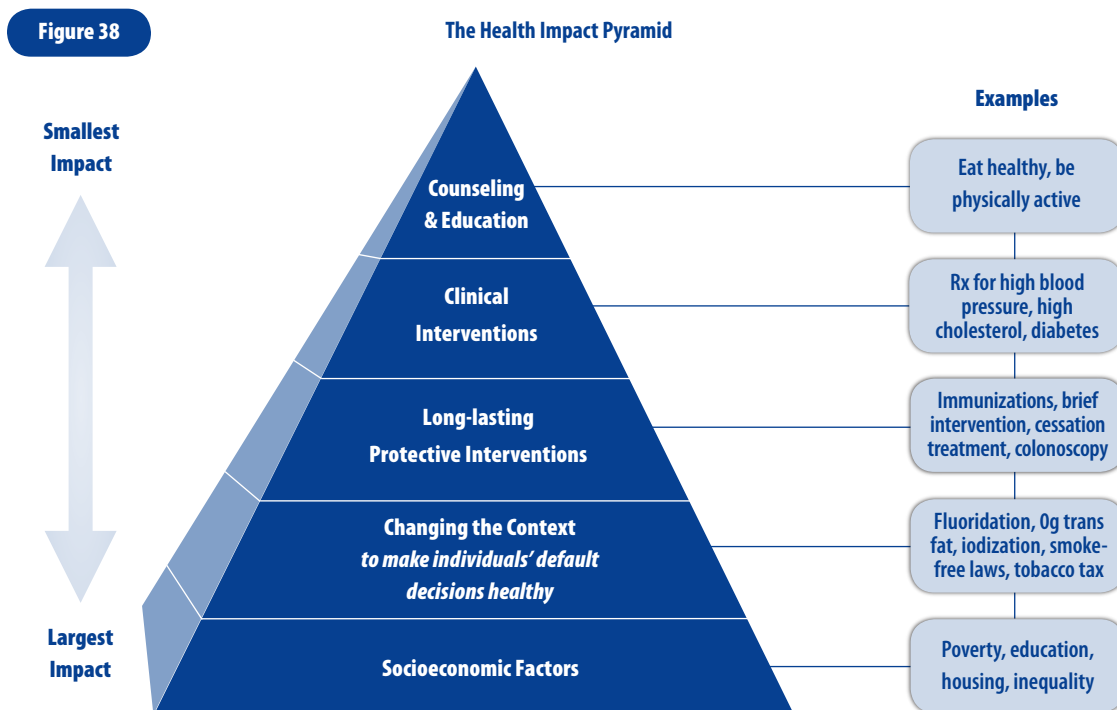 Figure 38
The Health Impact Pyramid
Smallest
Impact
Largest
Impact
Counseling
& Education
Clinical
Interventions
Long-lasting
Protective Interventions
Changing the Context
to make individuals’ default
decisions healthy
Socioeconomic Factors
Examples
Eat healthy, be
physically active
Rx for high blood
pressure, high
cholesterol, diabetes
Immunizations, brief
intervention, cessation
treatment, colonoscopy
Fluoridation, 0g trans
fat, iodization, smoke-
free laws, tobacco tax
Poverty, education,
housing, inequality